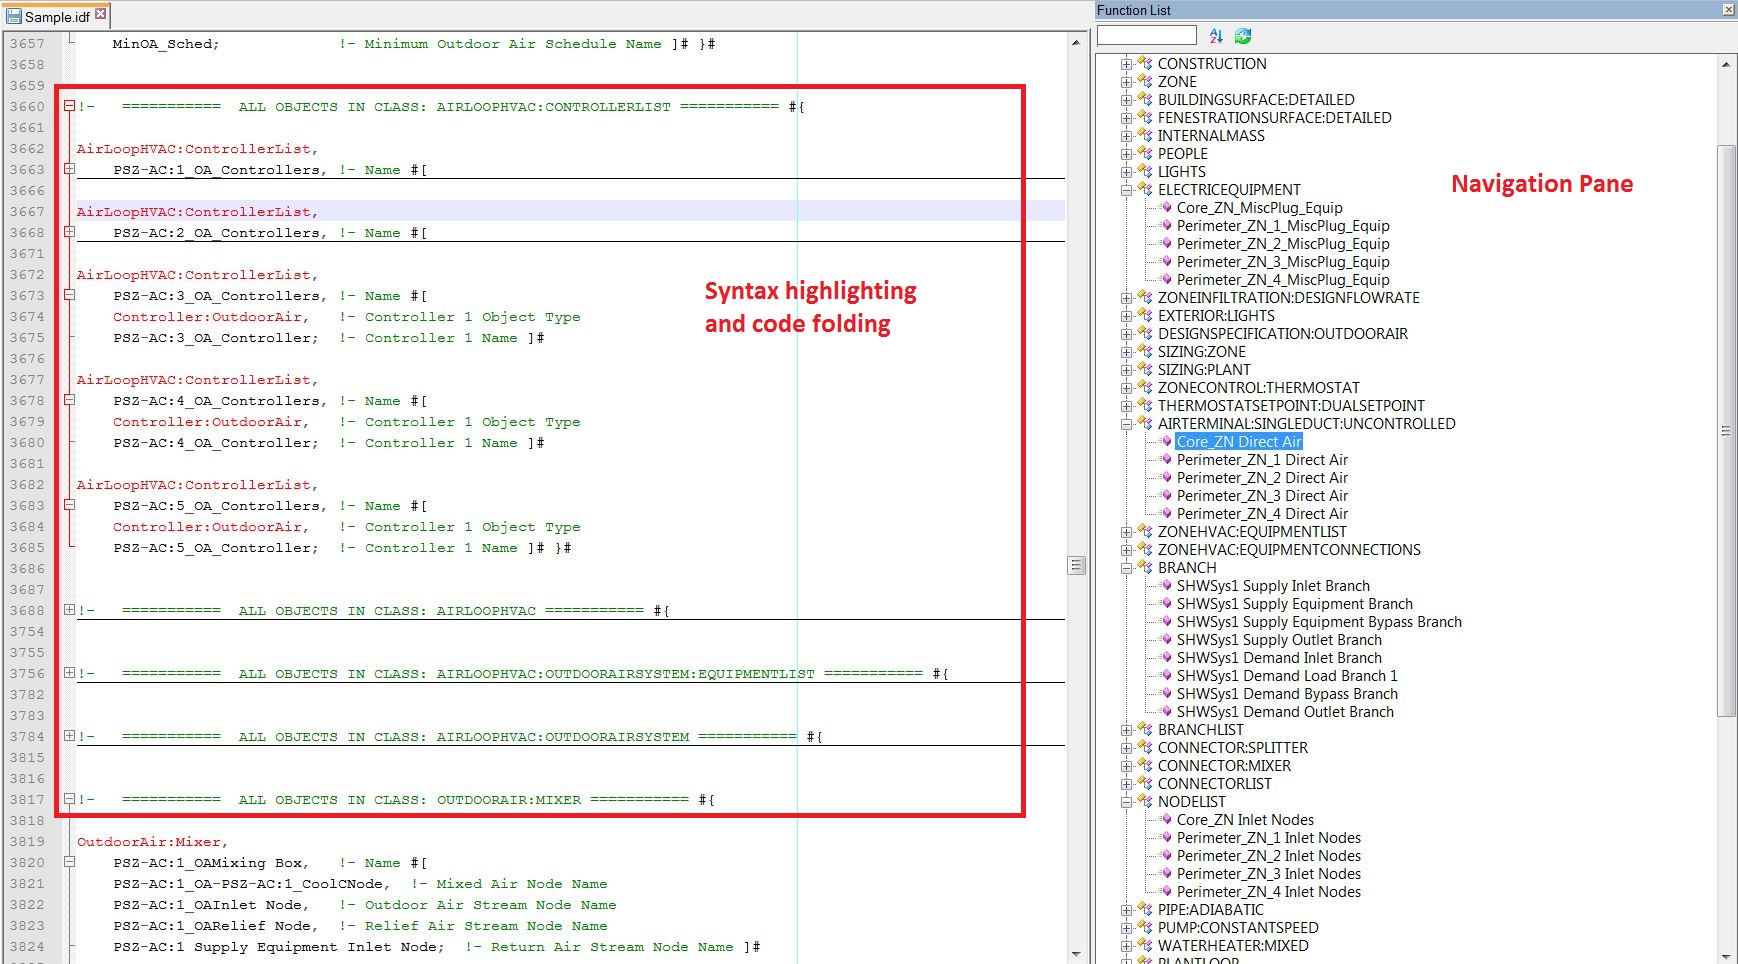 Sample.idf
3657 MinOA_Sched; !- Minimum Outdoor Air Schedule Name ]# }#
3658
3659
3660 !- =========== ALL OBJECTS IN CLASS: AIRLOOPHVAC:CONTROLLERLIST =========== #{
3661
3662 AirLoopHVAC:ControllerList,
3663 PSZ-AC:1_OA_Controllers, !- Name #[
3666
3667 AirLoopHVAC:ControllerList,
3668 PSZ-AC:2_OA_Controllers, !- Name #[
3671
3672 AirLoopHVAC:ControllerList,
3673 PSZ-AC:3_OA_Controllers, !- Name #[
3674 Controller:OutdoorAir, !- Controller 1 Object Type
3675 PSZ-AC:3_OA_Controller; !- Controller 1 Name ]#
3676
3677 AirLoopHVAC:ControllerList,
3678 PSZ-AC:4_OA_Controllers, !- Name #[
3679 Controller:OutdoorAir, !- Controller 1 Object Type
3680 PSZ-AC:4_OA_Controller; !- Controller 1 Name ]#
3681
3682 AirLoopHVAC:ControllerList,
3683 PSZ-AC:5_OA_Controllers, !- Name #[
3684 Controller:OutdoorAir, !- Controller 1 Object Type
3685 PSZ-AC:5_OA_Controller; !- Controller 1 Name ]# }#
3686
3687
3688 !- =========== ALL OBJECTS IN CLASS: AIRLOOPHVAC =========== #{
3754
3755
3756 !- =========== ALL OBJECTS IN CLASS: AIRLOOPHVAC:OUTDOORAIRSYSTEM:EQUIPMENTLIST =========== #{
3782
3783
3784 !- =========== ALL OBJECTS IN CLASS: AIRLOOPHVAC:OUTDOORAIRSYSTEM =========== #{
3815
3816
3817 !- =========== ALL OBJECTS IN CLASS: OUTDOORAIR:MIXER =========== #{
3818
3819 OutdoorAir:Mixer,
3820 PSZ-AC:1_OAMixing Box, !- Name #[
3821 PSZ-AC:1_OA-PSZ-AC:1_CoolCNode, !- Mixed Air Node Name
3822 PSZ-AC:1_OAInlet Node, !- Outdoor Air Stream Node Name
3823 PSZ-AC:1_OARelief Node, !- Relief Air Stream Node Name
3824 PSZ-AC:1 Supply Equipment Inlet Node; !- Return Air Stream Node Name ]#
Syntax highlighting
and code folding
Function List
CONSTRUCTION
ZONE
BUILDINGSURFACE:DETAILED
FENESTRATIONSURFACE:DETAILED
INTERNALMASS
PEOPLE
LIGHTS
ELECTRICEQUIPMENT
Core_ZN_MiscPlug_Equip
Perimeter_ZN_1_MiscPlug_Equip
Perimeter_ZN_2_MiscPlug_Equip
Perimeter_ZN_3_MiscPlug_Equip
Perimeter_ZN_4_MiscPlug_Equip
ZONEINFILTRATION:DESIGNFLOWRATE
EXTERIOR:LIGHTS
DESIGNSPECIFICATION:OUTDOORAIR
SIZING:ZONE
SIZING:PLANT
ZONECONTROL:THERMOSTAT
THERMOSTATSETPOINT:DUALSETPOINT
AIRTERMINAL:SINGLEDUCT:UNCONTROLLED
Core_ZN Direct Air
Perimeter_ZN_1 Direct Air
Perimeter_ZN_2 Direct Air
Perimeter_ZN_3 Direct Air
Perimeter_ZN_4 Direct Air
ZONEHVAC:EQUIPMENTLIST
ZONEHVAC:EQUIPMENTCONNECTIONS
BRANCH
SHWSys1 Supply Inlet Branch
SHWSys1 Supply Equipment Branch
SHWSys1 Supply Equipment Bypass Branch
SHWSys1 Supply Outlet Branch
SHWSys1 Demand Inlet Branch
SHWSys1 Demand Load Branch 1
SHWSys1 Demand Bypass Branch
SHWSys1 Demand Outlet Branch
BRANCHLIST
CONNECTOR:SPLITTER
CONNECTOR:MIXER
CONNECTORLIST
NODELIST
Core_ZN Inlet Nodes
Perimeter_ZN_1 Inlet Nodes
Perimeter_ZN_2 Inlet Nodes
Perimeter_ZN_3 Inlet Nodes
Perimeter_ZN_4 Inlet Nodes
PIPE:ADIABATIC
PUMP:CONSTANTSPEED
WATERHEATER:MIXED
PLANTLOOP
Navigation Pane